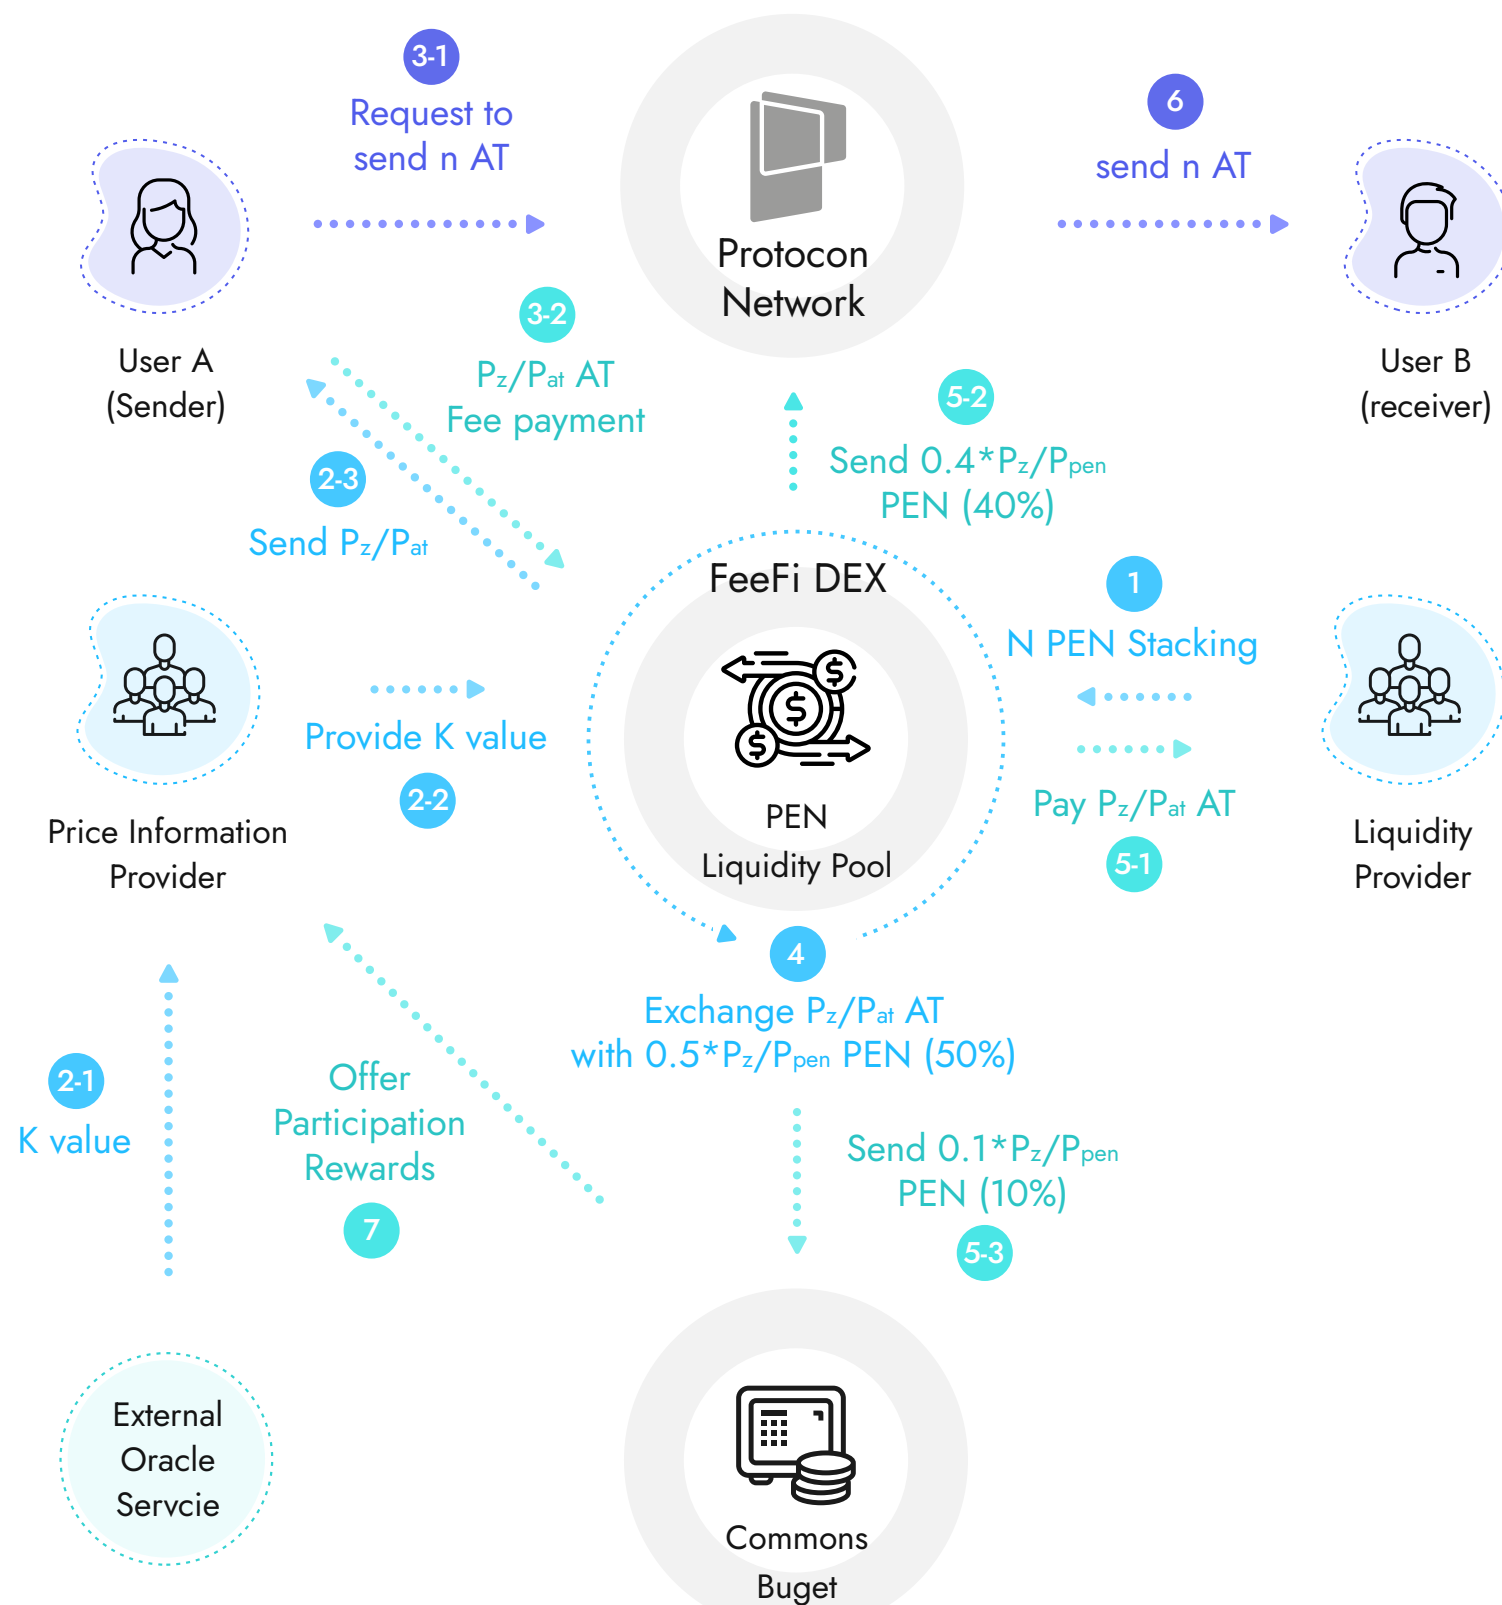 3-1
Request to
send n AT
6
send n AT
Protocon
Network
User A
(Sender)
User B
(receiver)
3-2
Pz/Pat AT
Fee payment
2-3
Send Pz/Pat
5-2
Send 0.4*Pz/Ppen
PEN (40%)
FeeFi DEX
1
N PEN Stacking
Provide K value
2-2
PEN
Liquidity Pool
Pay Pz/Pat AT
5-1
Price Information
Provider
Liquidity
Provider
4
Exchange Pz/Pat AT
with 0.5*Pz/Ppen PEN (50%)
2-1
K value
Offer
Participation
Rewards
7
Send 0.1*Pz/Ppen
PEN (10%)
5-3
External
Oracle
Servcie
Commons
Buget